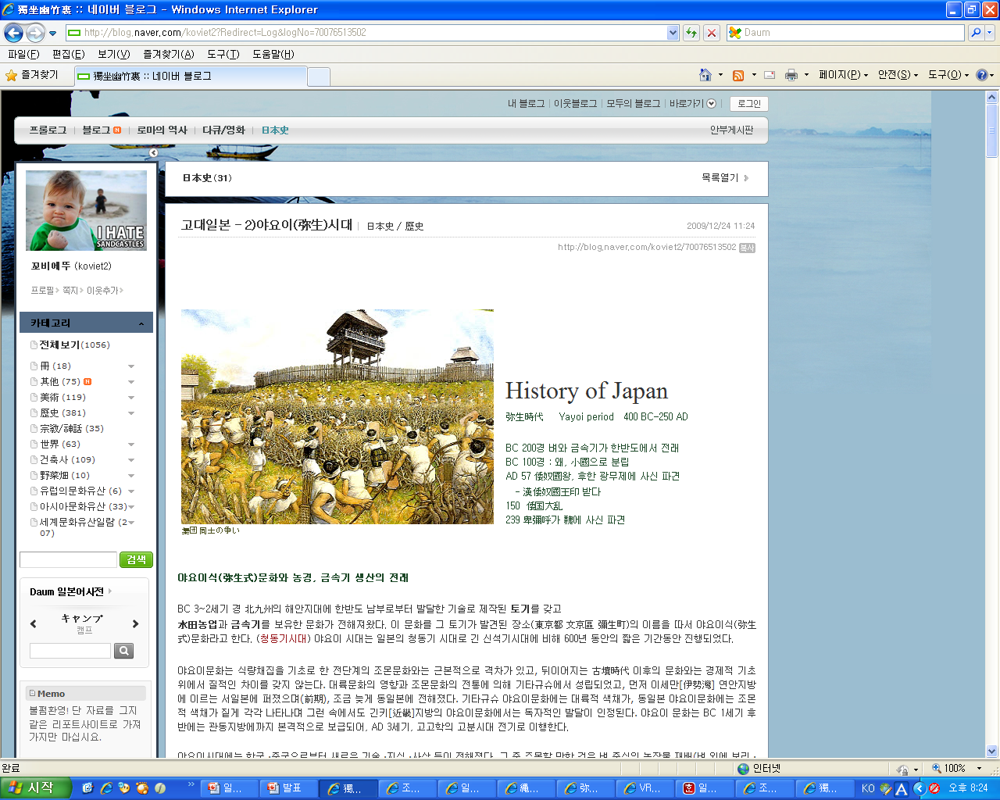 獨坐幽竹裏 :: 네이버 블로그 - Windows Internet Explorer
http://blog.naver.com/koviet2?Redirect=Log&logNo=70076513502
Daum
파일(F) 편집(E) 보기(V) 즐겨찾기(A) 도구(T) 도움말(H)
즐겨찾기
獨坐幽竹裏 :: 네이버 블로그
페이지(P) 안전(S) 도구(O)
내 블로그 이웃블로그 모두의 블로그 바로가기 로그인
프롤로그 블로그 로마의 역사 다큐/영화 日本史 안부게시판
I HATE
SANDCASTLES
꼬비에뚜 (koviet2)
프로필 쪽지 이웃추가
카테고리
전체보기(1056)
冊 (18)
其他 (75)
美術 (119)
歷史 (381)
宗敎/神話 (35)
世界 (63)
건축사 (109)
野菜畑 (10)
유럽의문화유산 (6)
아시아문화유산 (33)
세계문화유산일람 (2
07)
검색
Daum 일본어사전
キャンプ
캠프
Memo
불펌환영! 단 자료를 그지
같은 리포트사이트로 가져
가지만 마십시요.
日本史 (31) 목록열기
고대일본 - 2)야요이(弥生)시대 日本史 / 歷史 2009/12/24 11:24
http://blog.naver.com/koviet2/70076513502 복사
集団同士の争い
History of Japan
弥生時代 Yayoi period 400 BC-250 AD
BC 200경 벼와 금속기가 한반도에서 전래
BC 100경 : 왜, 小國으로 분립
AD 57 倭奴國왕, 후한 광무제에 사신 파견
- 漢倭奴國王印 받다
150 倭国大乱
239 卑彌呼가 魏에 사신 파견
야요이식(弥生式)문화와 농경, 금속기 생산의 전래
BC 3~2세기 경 北九州의 해안지대에 한반도 남부로부터 발달한 기술로 제작된 토기를 갖고
水田농업과 금속기를 보유한 문화가 전해져왔다. 이 문화를 그 토기가 발견된 장소(東京都 文京區 彌生町)의 이름을 따서 야요이식(弥生
式)문화라고 한다. (청동기시대) 야요이 시대는 일본의 청동기 시대로 긴 신석기시대에 비해 600년 동안의 짧은 기간동안 진행되었다.
야요이문화는 식량채집을 기초로 한 전단계의 조몬문화와는 근본적으로 격차가 있고, 뒤이어지는 古墳時代 이후의 문화와는 경제적 기초
위에서 질적인 차이를 갖지 않는다. 대륙문화의 영향과 조몬문화의 전통에 의해 기타규슈에서 성립되었고, 먼저 이세만[伊勢灣] 연안지방
에 이르는 서일본에 퍼졌으며(前期), 조금 늦게 동일본에 전해졌다. 기타규슈 야요이문화에는 대륙적 색채가, 동일본 야요이문화에는 조몬
적 색채가 짙게 각각 나타나며 그런 속에서도 긴키[近畿]지방의 야요이문화에서는 독자적인 발달이 인정된다. 야요이 문화는 BC 1세기 후
반에는 관동지방에까지 본격적으로 보급되어, AD 3세기, 고고학의 고분시대 전기로 이행한다.
야요이시대에는 한국·중국으로부터 새로운 기술·지식·사상 등이 전해졌다. 그 중 주목할 만한 것은 벼 중심의 농작물 재배(벼 외에 보리·
완료 인터넷 100%
시작 일... 발표 獨... 조... 일... 縄... 弥... VR... 일... 조... 獨... KO 오후 8:24